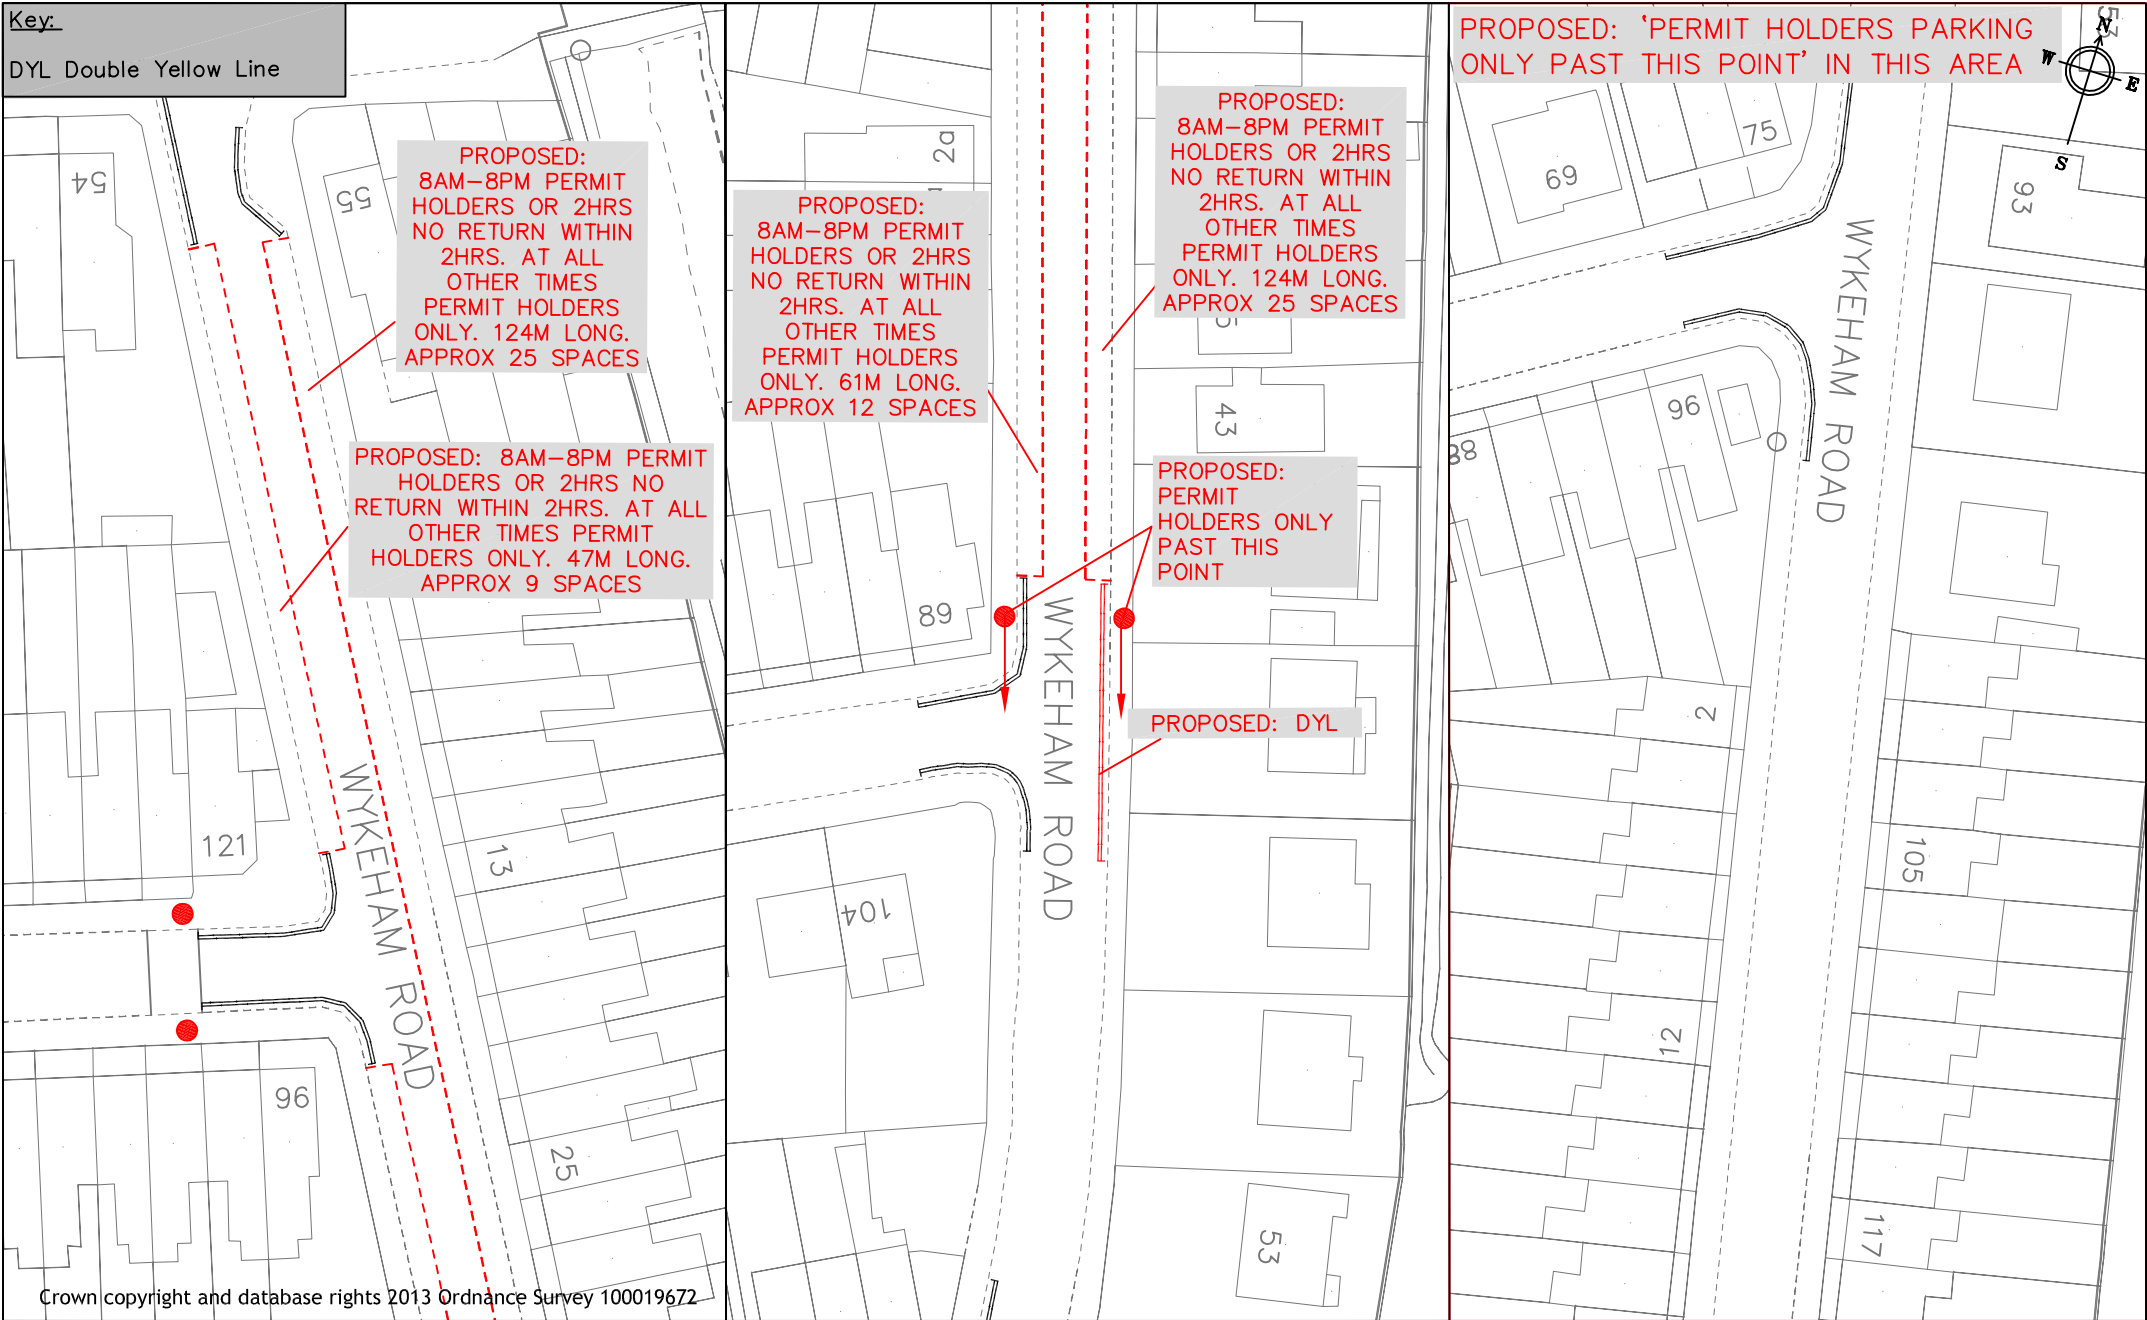 Key:
DYL Double Yellow Line
54
55
PROPOSED:
8AM-8PM PERMIT
HOLDERS OR 2HRS
NO RETURN WITHIN
2HRS. AT ALL
OTHER TIMES
PERMIT HOLDERS
ONLY. 124M LONG.
APPROX 25 SPACES
PROPOSED: 8AM-8PM PERMIT
HOLDERS OR 2HRS NO
RETURN WITHIN 2HRS. AT ALL
OTHER TIMES PERMIT
HOLDERS ONLY. 47M LONG.
APPROX 9 SPACES
121
13
WYKEHAM ROAD
96
25
Crown copyright and database rights 2013 Ordnance Survey 100019672
2a
PROPOSED:
8AM-8PM PERMIT
HOLDERS OR 2HRS
NO RETURN WITHIN
2HRS. AT ALL
OTHER TIMES
PERMIT HOLDERS
ONLY. 61M LONG.
APPROX 12 SPACES
PROPOSED:
8AM-8PM PERMIT
HOLDERS OR 2HRS
NO RETURN WITHIN
2HRS. AT ALL
OTHER TIMES
PERMIT HOLDERS
ONLY. 124M LONG.
APPROX 25 SPACES
43
PROPOSED:
PERMIT
HOLDERS ONLY
PAST THIS
POINT
89
WYKEHAM ROAD
PROPOSED: DYL
104
53
PROPOSED: 'PERMIT HOLDERS PARKING
ONLY PAST THIS POINT' IN THIS AREA
53
N
W
E
S
75
69
93
WYKEHAM ROAD
96
88
2
105
12
117